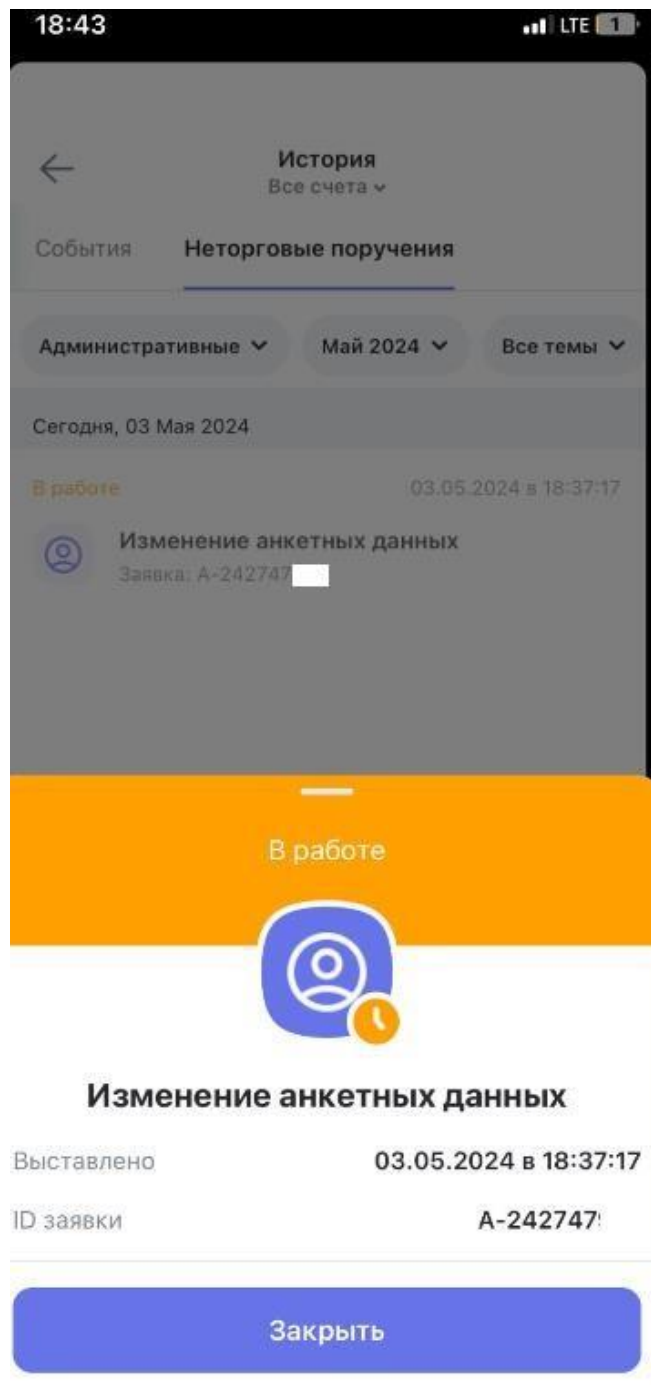 18:43 LTE 1
История
Все счета
События Неторговые поручения
Административные Май 2024 Все темы
Сегодня, 03 Мая 2024
В работе 03.05.2024 в 18:37:17
Изменение анкетных данных
Заявка: А-242747
В работе
Изменение анкетных данных
Выставлено 03.05.2024 в 18:37:17
ID заявки А-242747
Закрыть